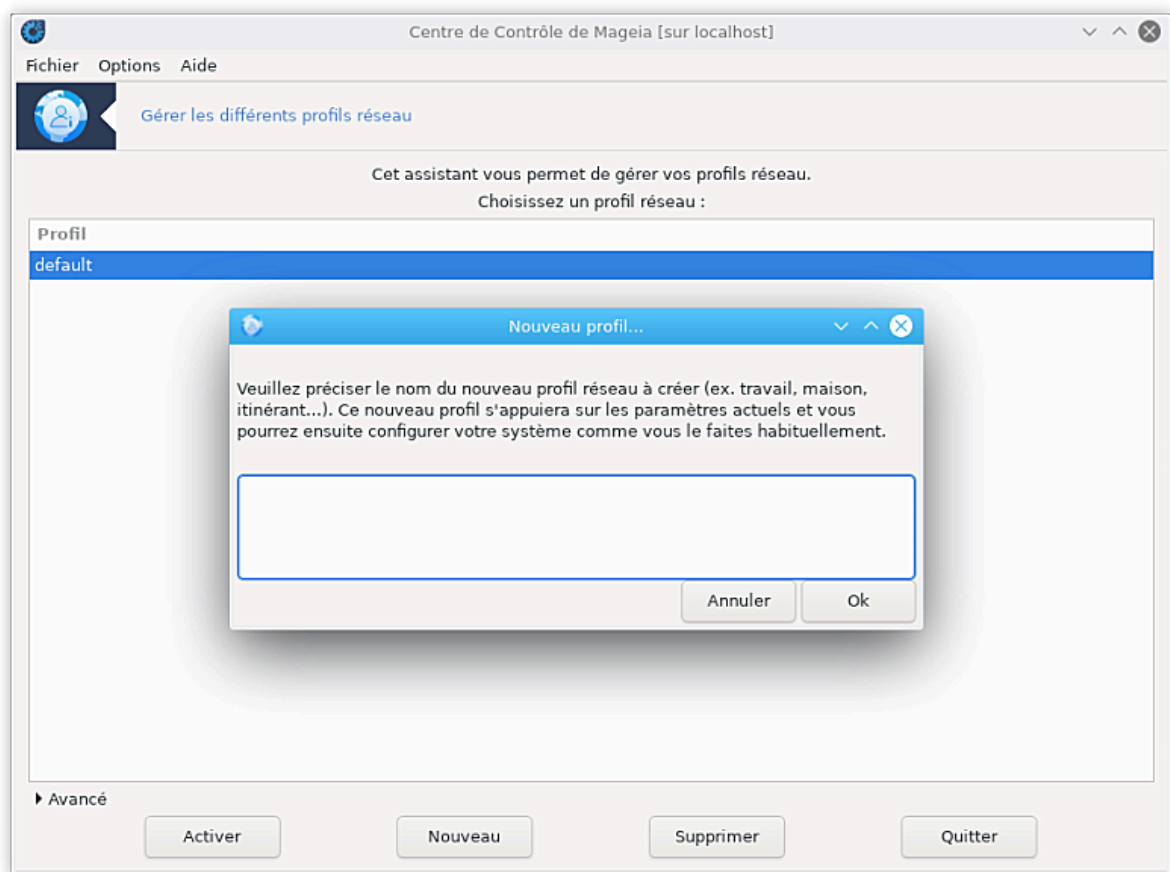 Centre de Contrôle de Mageia [sur localhost]
Fichier Options Aide
Gérer les différents profils réseau
Cet assistant vous permet de gérer vos profils réseau.
Choisissez un profil réseau :
Profil
default
Nouveau profil...
Veuillez préciser le nom du nouveau profil réseau à créer (ex. travail, maison,
itinérant...). Ce nouveau profil s'appuiera sur les paramètres actuels et vous
pourrez ensuite configurer votre système comme vous le faites habituellement.
Annuler Ok
Avancé
Activer Nouveau Supprimer Quitter